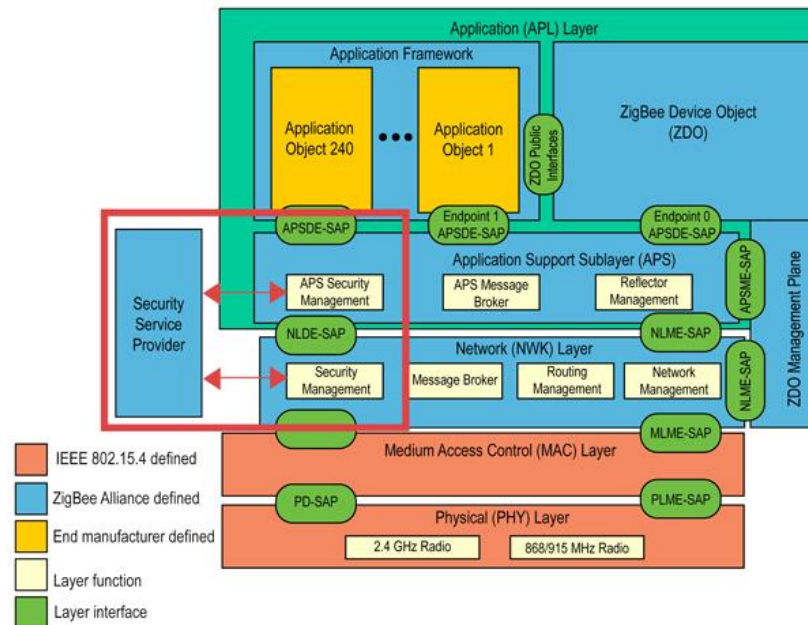 Application (APL) Layer
Application Framework
Application
Object 240
Application
Object 1
ZDO Public
Interfaces
ZigBee Device Object
(ZDO)
APSDE-SAP
Endpoint 1
APSDE-SAP
Endpoint 0
APSDE-SAP
Security
Service
Provider
Application Support Sublayer (APS)
APS Security
Management
APS Message
Broker
Reflector
Management
APSME-SAP
ZDO Management Plane
NLDE-SAP
NLME-SAP
Network (NWK) Layer
Security
Management
Message Broker
Routing
Management
Network
Management
NLME-SAP
MLME-SAP
Medium Access Control (MAC) Layer
PD-SAP
PLME-SAP
Physical (PHY) Layer
2.4 GHz Radio
868/915 MHz Radio
IEEE 802.15.4 defined
ZigBee Alliance defined
End manufacturer defined
Layer function
Layer interface